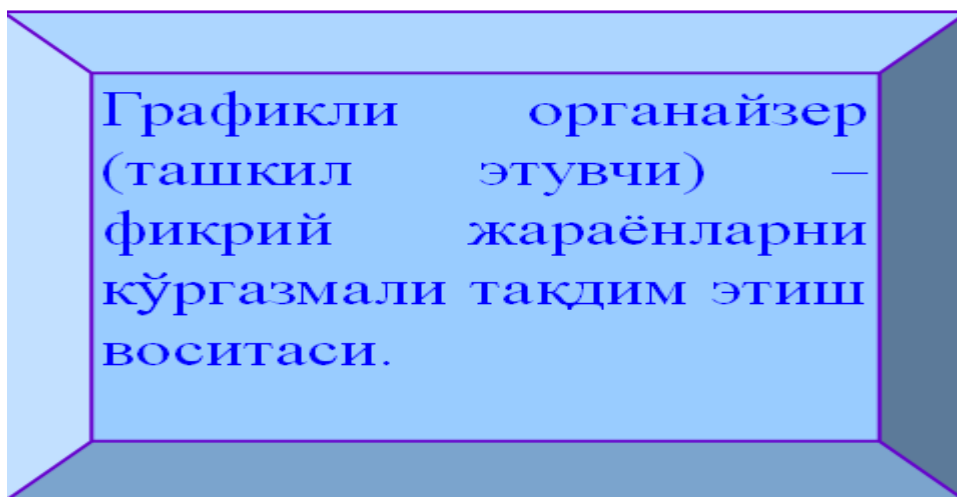 Графикли органайзер
(ташкил этувчи) –
фикрий жараёнларни
кўргазмали тақдим этиш
воситаси.